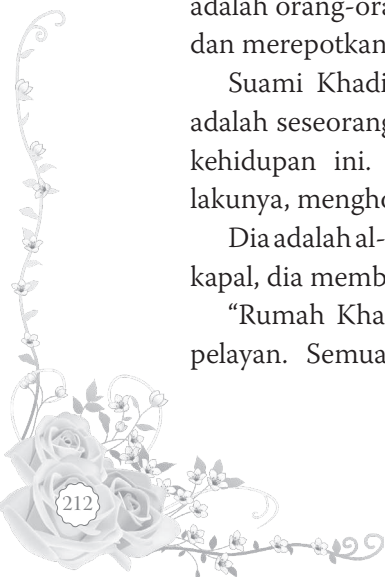 adalah orang-ora
dan merepotkan
Suami Khadi
adalah seseorang
kehidupan ini.
lakunya, mengho
Dia adalah al-
kapal, dia memb
“Rumah Kha
pelayan. Semua
212